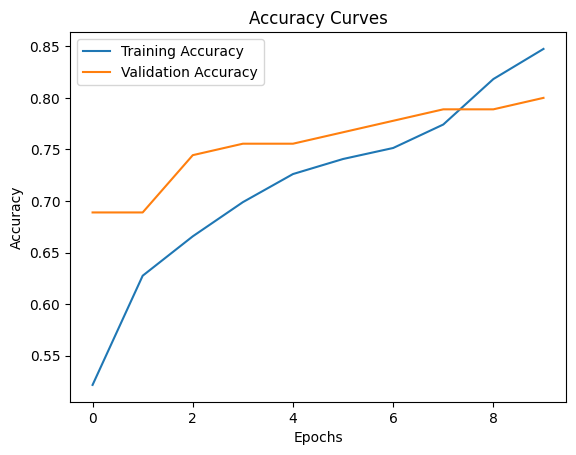 Accuracy Curves
Training Accuracy
Validation Accuracy
0.85
0.80
0.75
0.70
0.65
0.60
0.55
Accuracy
0 2 4 6 8
Epochs